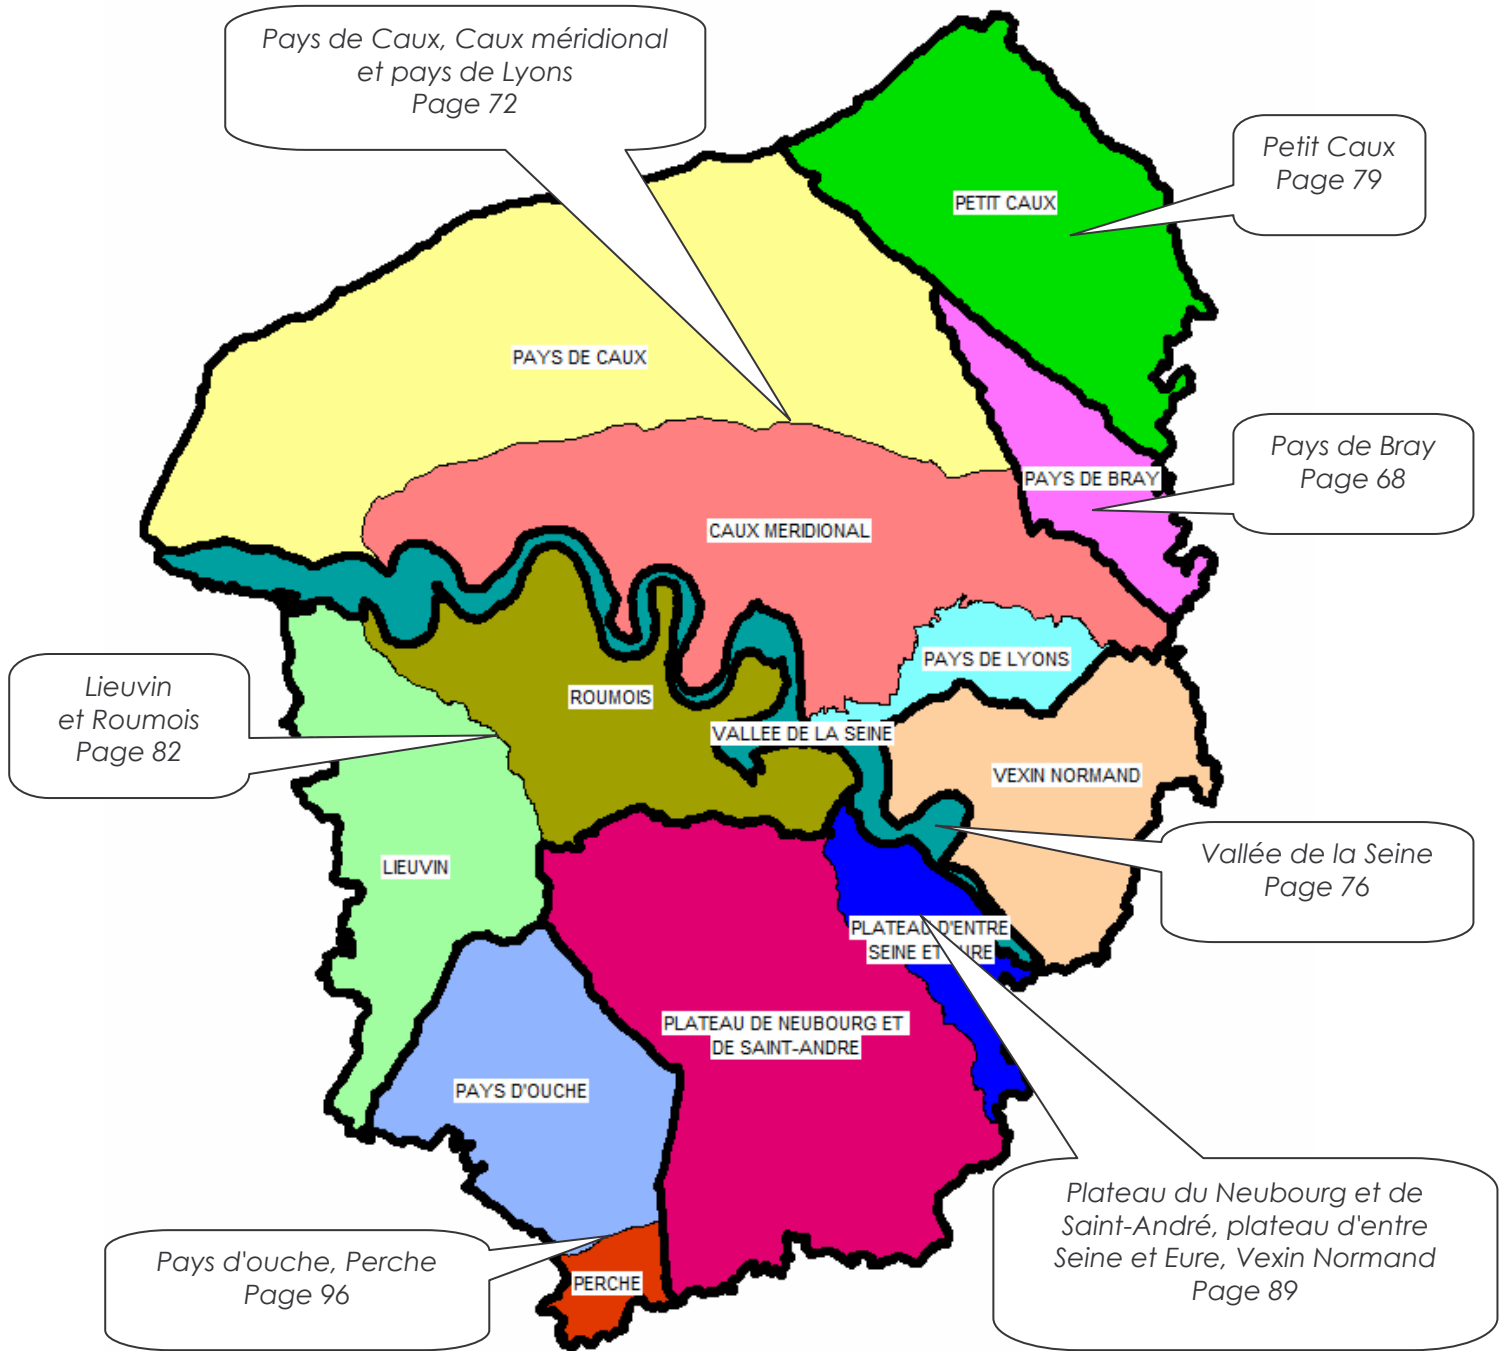 Pays de Caux, Caux méridional
et pays de Lyons
Page 72
Petit Caux
Page 79
PETIT CAUX
PAYS DE CAUX
Pays de Bray
Page 68
PAYS DE BRAY
CAUX MERIDIONAL
PAYS DE LYONS
Lieuvin
et Roumois
Page 82
ROUMOIS
VALLEE DE LA SEINE
VEXIN NORMAND
Vallée de la Seine
Page 76
LIEUVIN
PLATEAU D'ENTRE
SEINE ET EURE
PLATEAU DE NEUBOURG ET
DE SAINT-ANDRE
PAYS D'OUCHE
Plateau du Neubourg et de
Saint-André, plateau d'entre
Seine et Eure, Vexin Normand
Page 89
Pays d'ouche, Perche
Page 96
PERCHE